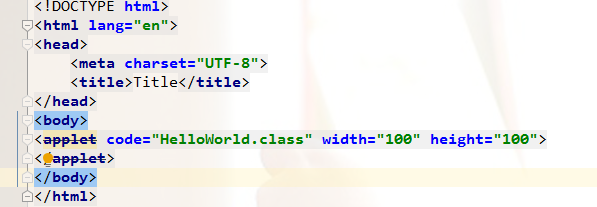 <!DOCTYPE html>
<html lang="en">
<head>
<meta charset="UTF-8">
<title>Title</title>
</head>
<body>
<applet code="HelloWorld.class" width="100" height="100">
</applet>
</body>
</html>